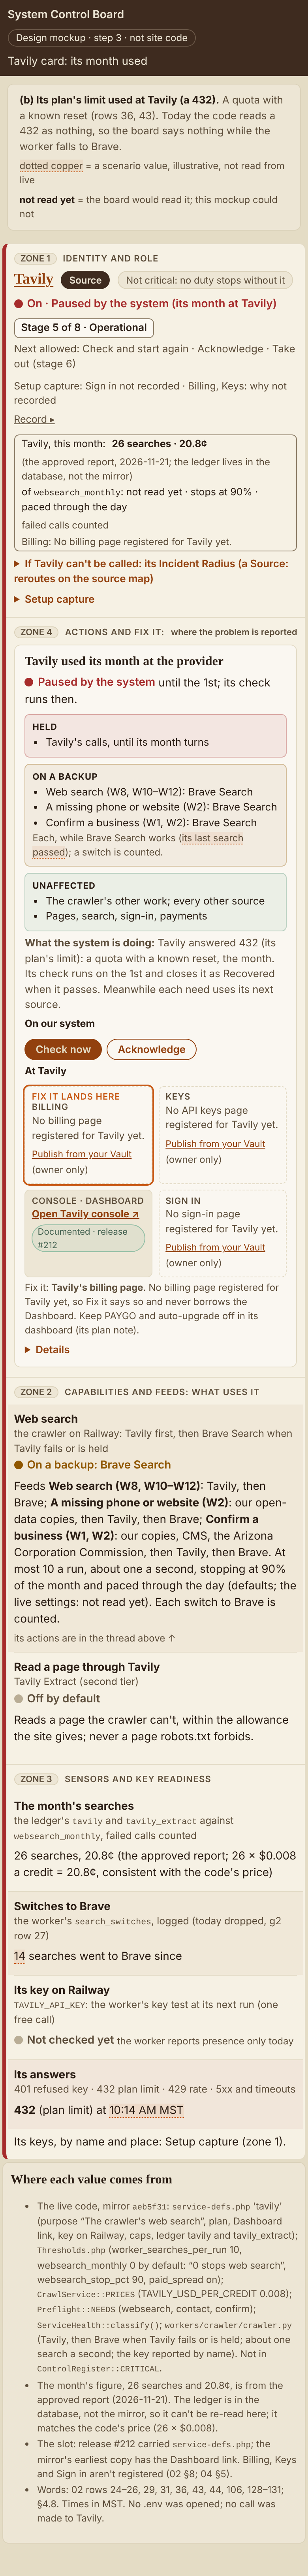 System Control Board
Design mockup · step 3 · not site code
Tavily card: its month used
(b) Its plan's limit used at Tavily (a 432). A quota with
a known reset (rows 36, 43). Today the code reads a
432 as nothing, so the board says nothing while the
worker falls to Brave.
dotted copper = a scenario value, illustrative, not read from
live
not read yet = the board would read it; this mockup could
not
ZONE 1 IDENTITY AND ROLE
Tavily Source Not critical: no duty stops without it
On · Paused by the system (its month at Tavily)
Stage 5 of 8 · Operational
Next allowed: Check and start again · Acknowledge · Take
out (stage 6)
Setup capture: Sign in not recorded · Billing, Keys: why not
recorded
Record ▸
Tavily, this month: 26 searches · 20.8¢
(the approved report, 2026-11-21; the ledger lives in the
database, not the mirror)
of websearch_monthly: not read yet · stops at 90% ·
paced through the day
failed calls counted
Billing: No billing page registered for Tavily yet.
▶ If Tavily can't be called: its Incident Radius (a Source:
reroutes on the source map)
▶ Setup capture
ZONE 4 ACTIONS AND FIX IT: where the problem is reported
Tavily used its month at the provider
Paused by the system until the 1st; its check
runs then.
HELD
• Tavily's calls, until its month turns
ON A BACKUP
• Web search (W8, W10–W12): Brave Search
• A missing phone or website (W2): Brave Search
• Confirm a business (W1, W2): Brave Search
Each, while Brave Search works (its last search
passed); a switch is counted.
UNAFFECTED
• The crawler's other work; every other source
• Pages, search, sign-in, payments
What the system is doing: Tavily answered 432 (its
plan's limit): a quota with a known reset, the month.
Its check runs on the 1st and closes it as Recovered
when it passes. Meanwhile each need uses its next
source.
On our system
Check now Acknowledge
At Tavily
FIX IT LANDS HERE
BILLING
No billing page
registered for Tavily yet.
Publish from your Vault
(owner only)
KEYS
No API keys page
registered for Tavily yet.
Publish from your Vault
(owner only)
CONSOLE · DASHBOARD
Open Tavily console ↗
Documented · release
#212
SIGN IN
No sign-in page
registered for Tavily yet.
Publish from your Vault
(owner only)
Fix it: Tavily's billing page. No billing page registered for
Tavily yet, so Fix it says so and never borrows the
Dashboard. Keep PAYGO and auto-upgrade off in its
dashboard (its plan note).
▶ Details
ZONE 2 CAPABILITIES AND FEEDS: WHAT USES IT
Web search
the crawler on Railway: Tavily first, then Brave Search when
Tavily fails or is held
On a backup: Brave Search
Feeds Web search (W8, W10–W12): Tavily, then
Brave; A missing phone or website (W2): our open-
data copies, then Tavily, then Brave; Confirm a
business (W1, W2): our copies, CMS, the Arizona
Corporation Commission, then Tavily, then Brave. At
most 10 a run, about one a second, stopping at 90%
of the month and paced through the day (defaults; the
live settings: not read yet). Each switch to Brave is
counted.
its actions are in the thread above ↑
Read a page through Tavily
Tavily Extract (second tier)
Off by default
Reads a page the crawler can't, within the allowance
the site gives; never a page robots.txt forbids.
ZONE 3 SENSORS AND KEY READINESS
The month's searches
the ledger's tavily and tavily_extract against
websearch_monthly, failed calls counted
26 searches, 20.8¢ (the approved report; 26 × $0.008
a credit = 20.8¢, consistent with the code's price)
Switches to Brave
the worker's search_switches, logged (today dropped, g2
row 27)
14 searches went to Brave since
Its key on Railway
TAVILY_API_KEY: the worker's key test at its next run (one
free call)
Not checked yet the worker reports presence only today
Its answers
401 refused key · 432 plan limit · 429 rate · 5xx and timeouts
432 (plan limit) at 10:14 AM MST
Its keys, by name and place: Setup capture (zone 1).
Where each value comes from
• The live code, mirror aeb5f31: service-defs.php 'tavily'
(purpose “The crawler's web search”, plan, Dashboard
link, key on Railway, caps, ledger tavily and tavily_extract);
Thresholds.php (worker_searches_per_run 10,
websearch_monthly 0 by default: “0 stops web search”,
websearch_stop_pct 90, paid_spread on);
CrawlService::PRICES (TAVILY_USD_PER_CREDIT 0.008);
Preflight::NEEDS (websearch, contact, confirm);
ServiceHealth::classify(); workers/crawler/crawler.py
(Tavily, then Brave when Tavily fails or is held; about one
search a second; the key reported by name). Not in
ControlRegister::CRITICAL.
• The month's figure, 26 searches and 20.8¢, is from the
approved report (2026-11-21). The ledger is in the
database, not the mirror, so it can't be re-read here; it
matches the code's price (26 × $0.008).
• The slot: release #212 carried service-defs.php; the
mirror's earliest copy has the Dashboard link. Billing, Keys
and Sign in aren't registered (02 §8; 04 §5).
• Words: 02 rows 24–26, 29, 31, 36, 43, 44, 106, 128–131;
§4.8. Times in MST. No .env was opened; no call was
made to Tavily.